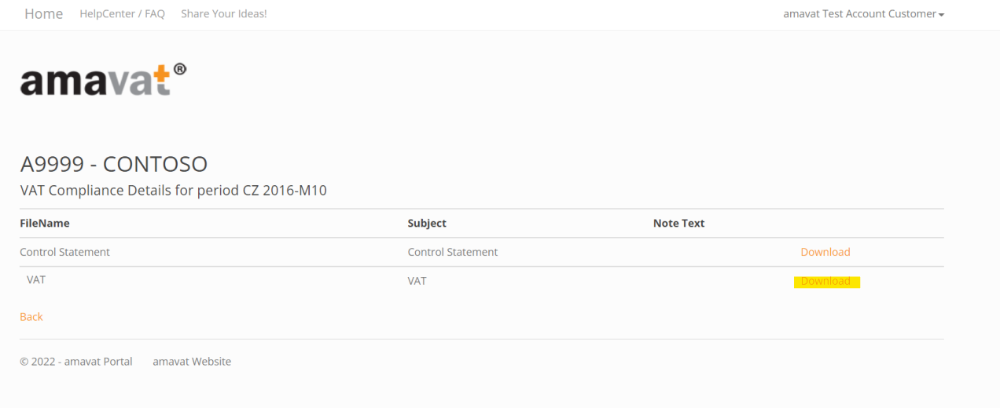 Home HelpCenter / FAQ Share Your Ideas! amavat Test Account Customer
amavat®
A9999 - CONTOSO
VAT Compliance Details for period CZ 2016-M10
FileName Subject Note Text
Control Statement Control Statement Download
VAT VAT Download
Back
© 2022 - amavat Portal amavat Website